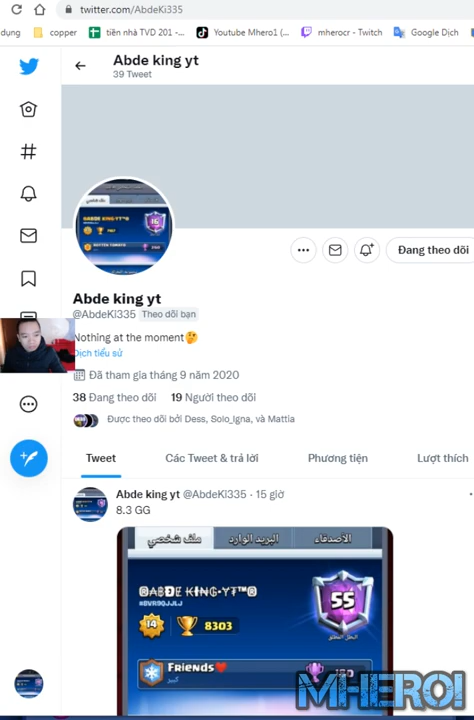 twitter.com/AbdeKi335
dụng
copper
tiền nhà TVD 201 -...
Youtube Mhero1 (...
mherocr - Twitch
Google Dịch
Abde king yt
39 Tweet
Đang theo dõi
Abde king yt
@AbdeKi335 Theo dõi bạn
Nothing at the moment🤔
Dịch tiểu sử
Đã tham gia tháng 9 năm 2020
38 Đang theo dõi 19 Người theo dõi
Được theo dõi bởi Dess, Solo_Igna, và Mattia
Tweet
Các Tweet & trả lời
Phương tiện
Lượt thích
Abde king yt @AbdeKi335 · 15 giờ
8.3 GG
ملف شخصي
البريد الوارد
الأصدقاء
ABDE KING-YT™
55
14
8303
Friends❤
كبير
MHERO!